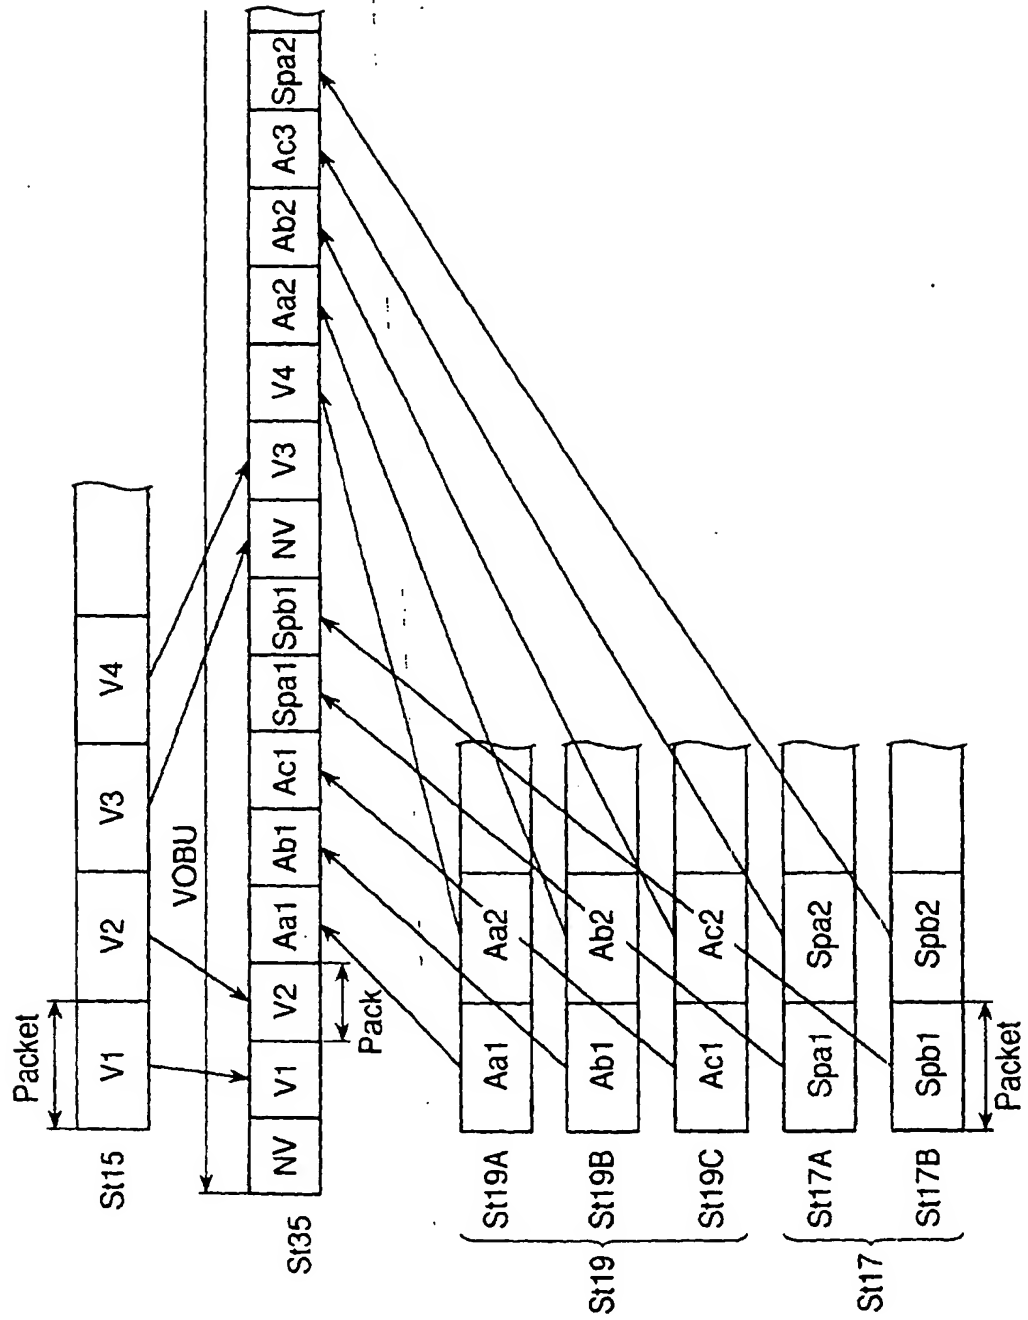 Packet
St15 V1 V2 V3 V4
VOBU
St35 NV V1 V2 Aa1 Ab1 Ac1 Spa1 Spb1 NV V3 V4 Aa2 Ab2 Ac3 Spa2
Pack
St19
St19A Aa1 Aa2
St19B Ab1 Ab2
St19C Ac1 Ac2
St17
St17A Spa1 Spa2
St17B Spb1 Spb2
Packet